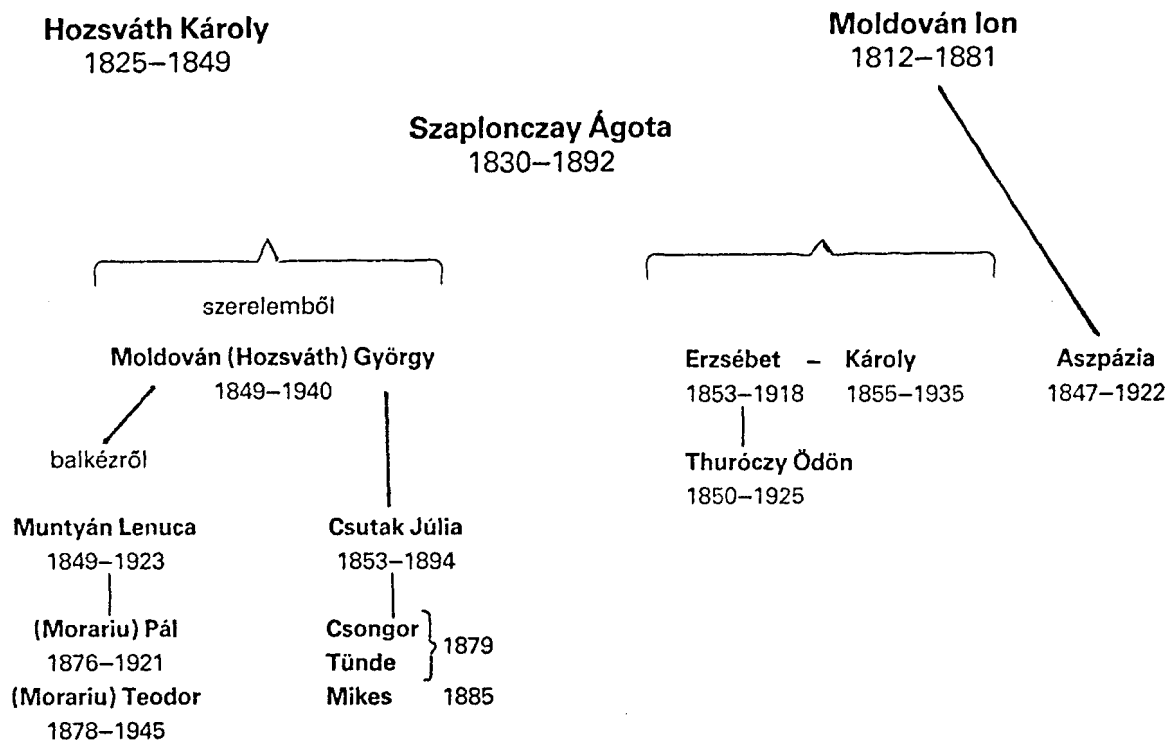 Hozsváth Károly
1825–1849
Moldován Ion
1812–1881
Szaplonczay Ágota
1830–1892
szerelemből
Moldován (Hozsváth) György
1849–1940
Erzsébet – Károly
1853–1918 1855–1935
Aszpázia
1847–1922
balkézről
Thuróczy Ödön
1850–1925
Muntyán Lenuca
1849–1923
Csutak Júlia
1853–1894
(Morariu) Pál
1876–1921
(Morariu) Teodor
1878–1945
Csongor
Tünde
1879
Mikes 1885